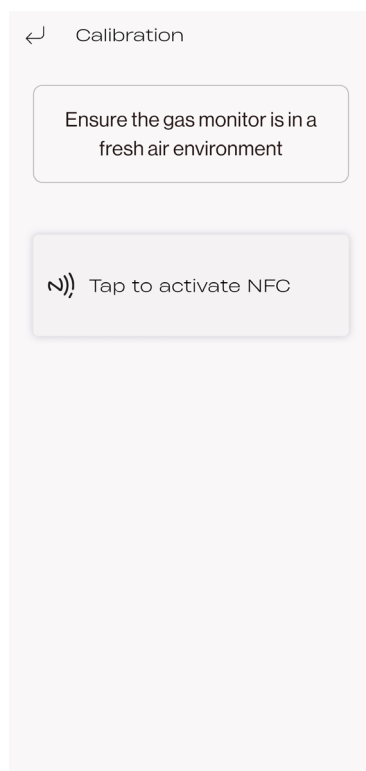 Calibration
Ensure the gas monitor is in a
fresh air environment
Tap to activate NFC